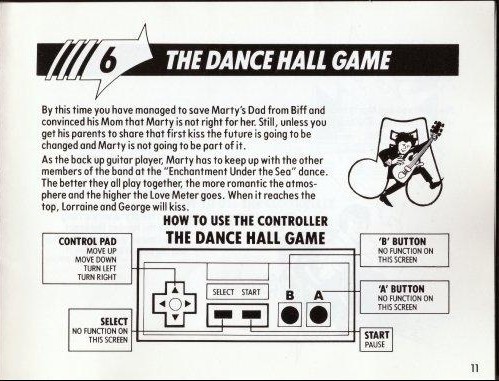 6 THE DANCE HALL GAME
By this time you have managed to save Marty's Dad from Biff and
convinced his Mom that Marty is not right for her. Still, unless you
get his parents to share that first kiss the future is going to be
changed and Marty is not going to be part of it.
As the back up guitar player, Marty has to keep up with the other
members of the band at the "Enchantment Under the Sea" dance.
The better they all play together, the more romantic the atmos-
phere and the higher the Love Meter goes. When it reaches the
top, Lorraine and George will kiss.
HOW TO USE THE CONTROLLER
THE DANCE HALL GAME
CONTROL PAD
MOVE UP
MOVE DOWN
TURN LEFT
TURN RIGHT
SELECT
NO FUNCTION ON
THIS SCREEN
SELECT START
B A
'B' BUTTON
NO FUNCTION ON
THIS SCREEN
'A' BUTTON
NO FUNCTION ON
THIS SCREEN
START
PAUSE
11